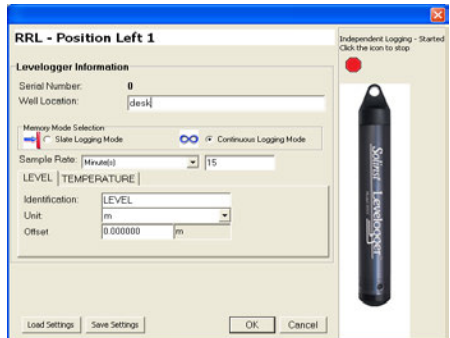 RRL - Position Left 1
Independent Logging - Started
Click the icon to stop
Levelogger Information
Serial Number: 0
Well Location: desk
Memory Mode Selection
Slate Logging Mode
Continuous Logging Mode
Sample Rate: Minute(s) 15
LEVEL TEMPERATURE
Identification: LEVEL
Unit m
Offset 0.000000 m
Solinst Levelogger
Load Settings Save Settings OK Cancel